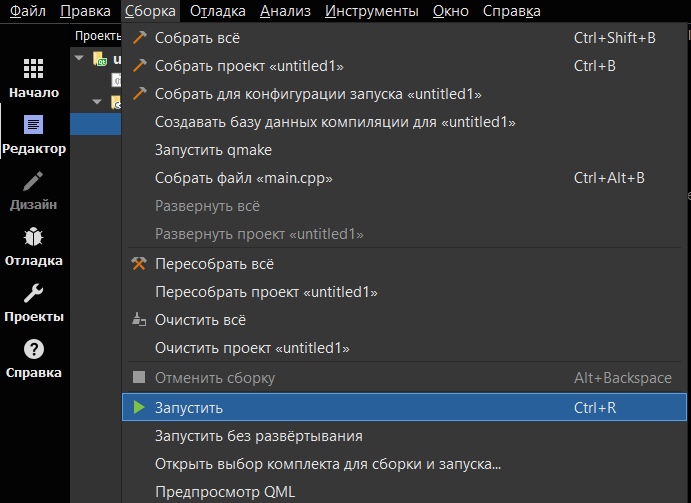 Файл Правка Сборка Отладка Анализ Инструменты Окно Справка
Проекты
Начало
Редактор
Дизайн
Отладка
Проекты
Справка
Собрать всё Ctrl+Shift+B
Собрать проект «untitled1» Ctrl+B
Собрать для конфигурации запуска «untitled1»
Создавать базу данных компиляции для «untitled1»
Запустить qmake
Собрать файл «main.cpp» Ctrl+Alt+B
Развернуть всё
Развернуть проект «untitled1»
Пересобрать всё
Пересобрать проект «untitled1»
Очистить всё
Очистить проект «untitled1»
Отменить сборку Alt+Backspace
Запустить Ctrl+R
Запустить без развёртывания
Открыть выбор комплекта для сборки и запуска...
Предпросмотр QML